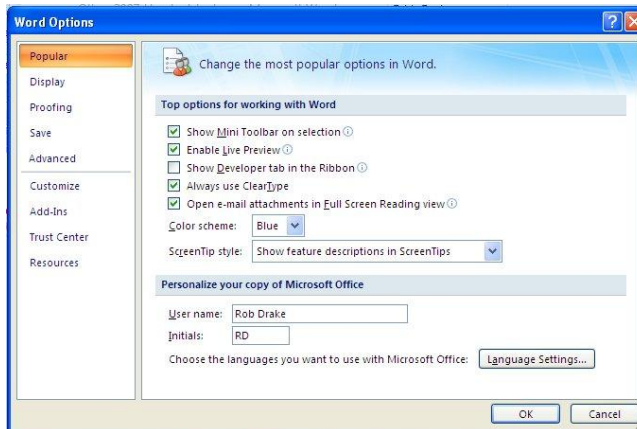 Word Options
Popular
Display
Proofing
Save
Advanced
Customize
Add-Ins
Trust Center
Resources
Change the most popular options in Word.
Top options for working with Word
Show Mini Toolbar on selection
Enable Live Preview
Show Developer tab in the Ribbon
Always use ClearType
Open e-mail attachments in Full Screen Reading view
Color scheme: Blue
ScreenTip style: Show feature descriptions in ScreenTips
Personalize your copy of Microsoft Office
User name: Rob Drake
Initials: RD
Choose the languages you want to use with Microsoft Office: Language Settings...
OK Cancel